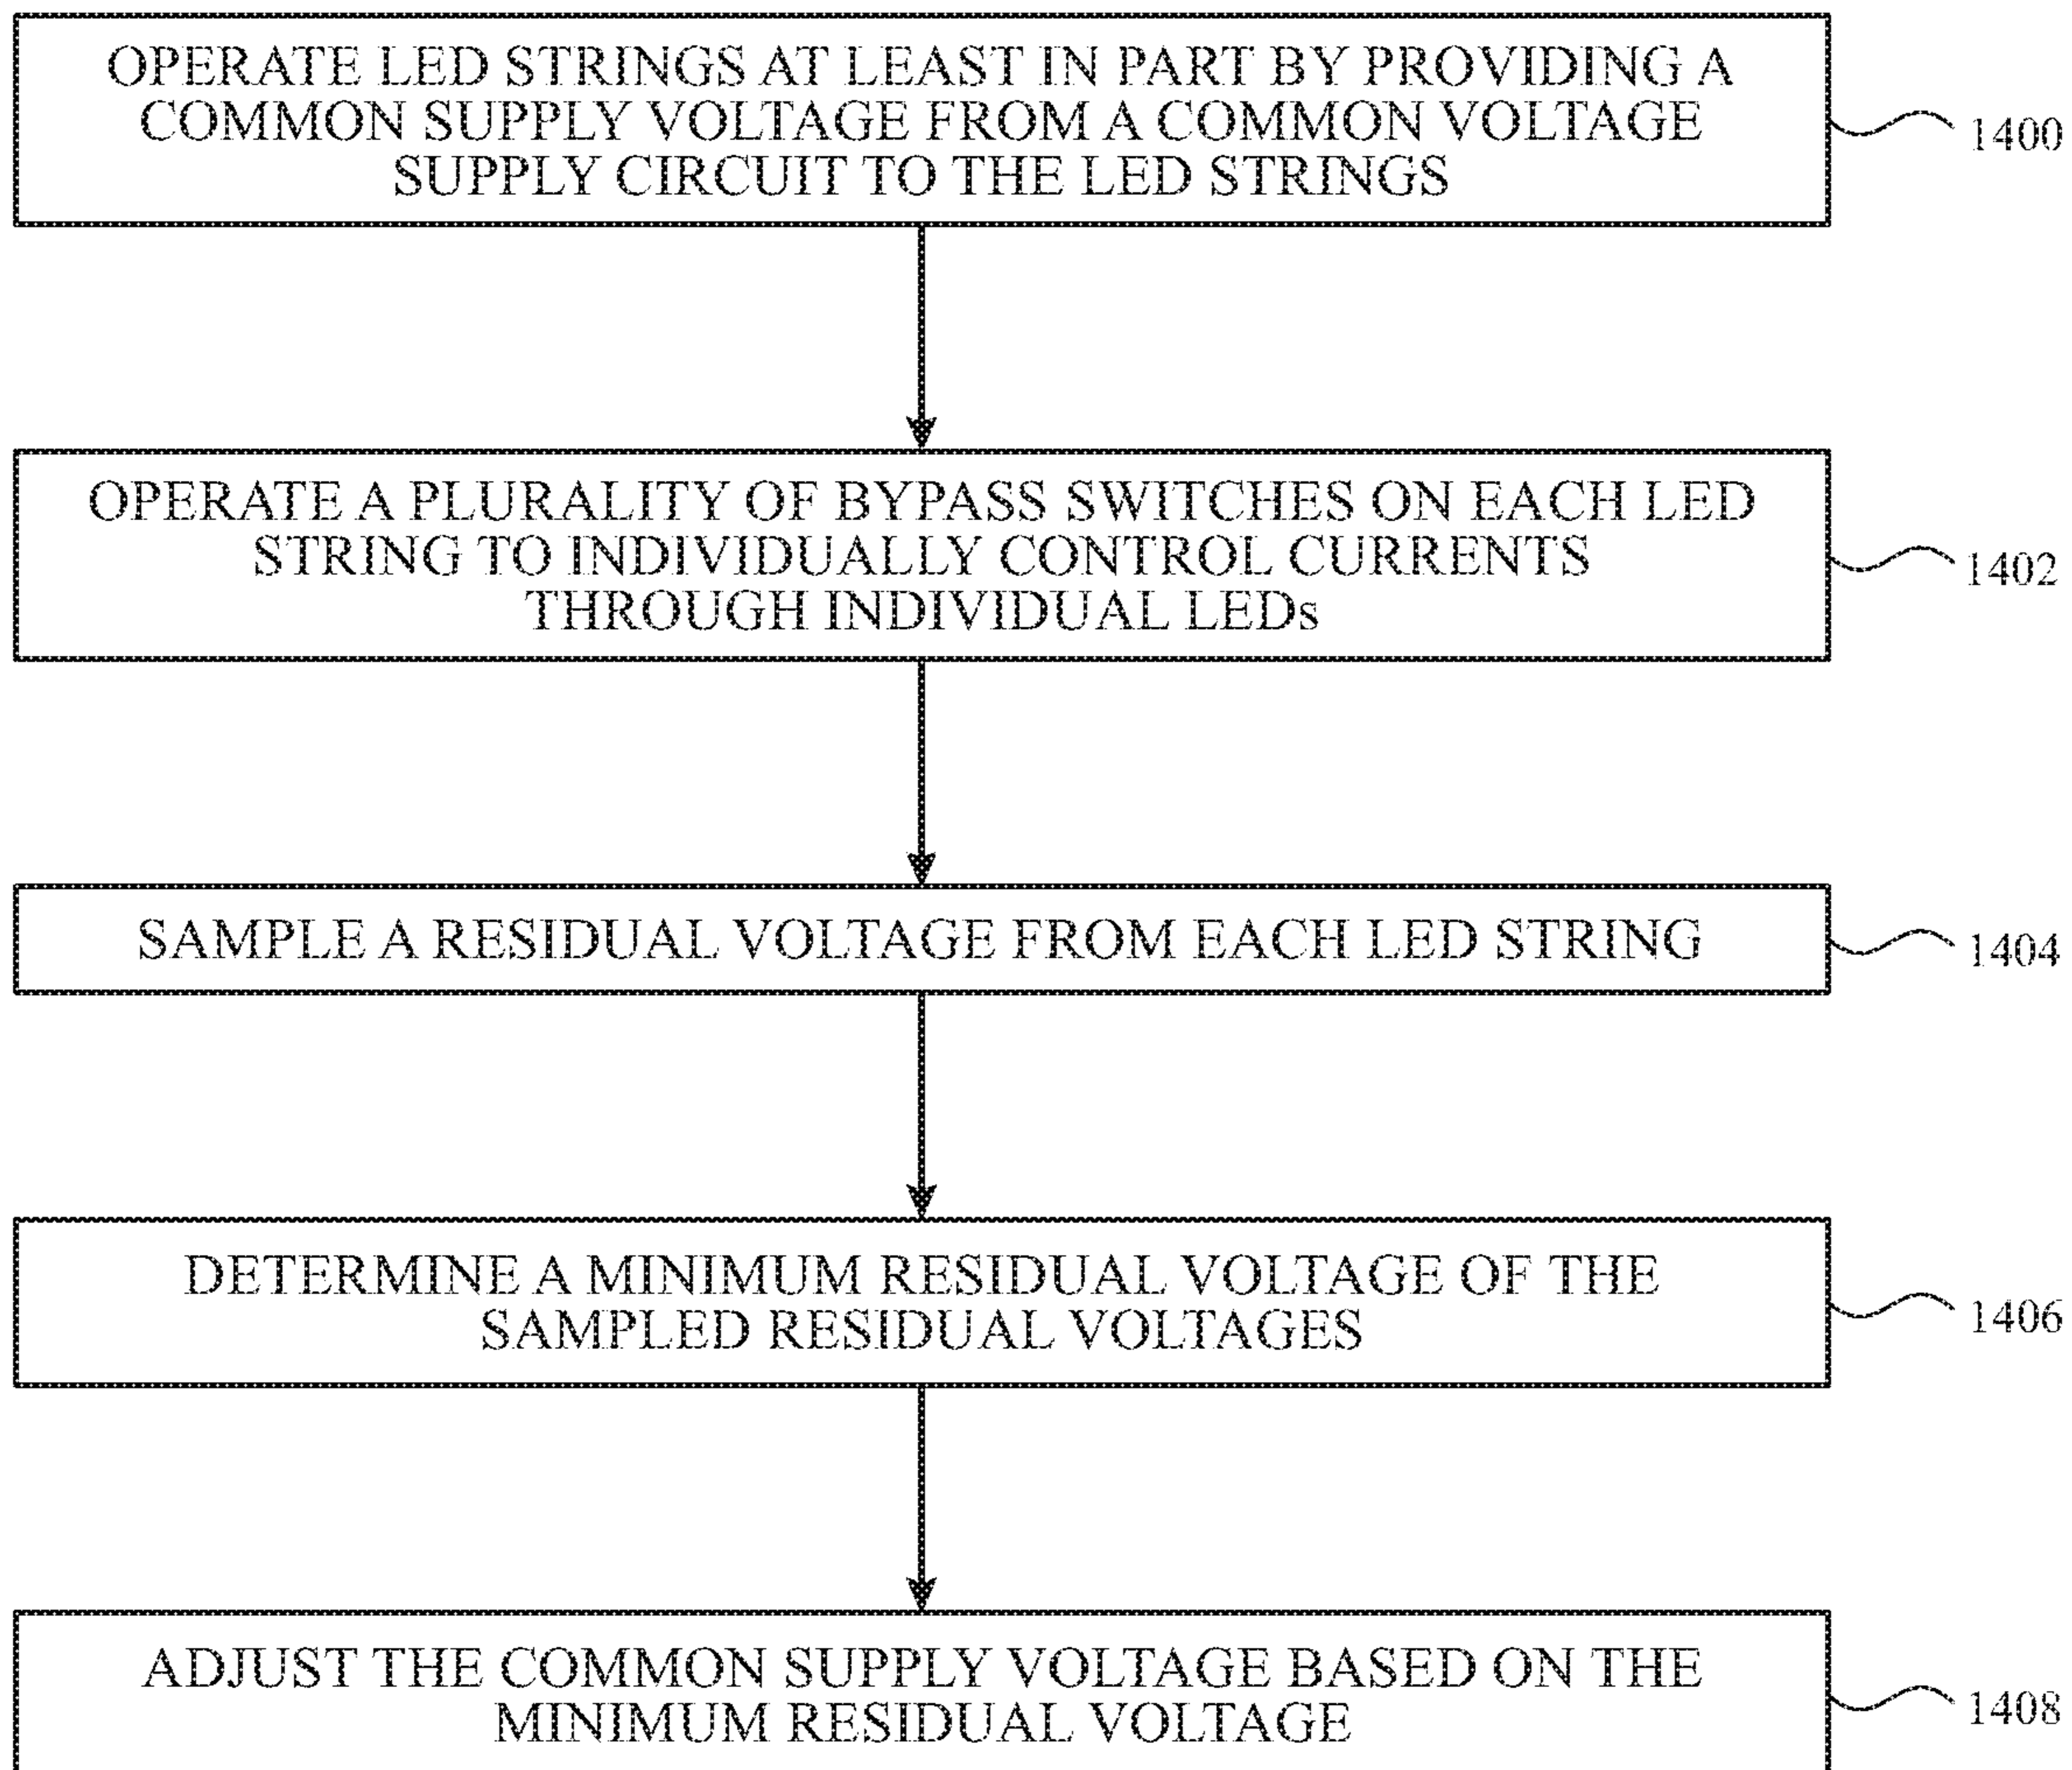 OPERATE LED STRINGS AT LEAST IN PART BY PROVIDING A
COMMON SUPPLY VOLTAGE FROM A COMMON VOLTAGE
SUPPLY CIRCUIT TO THE LED STRINGS
1400
OPERATE A PLURALITY OF BYPASS SWITCHES ON EACH LED
STRING TO INDIVIDUALLY CONTROL CURRENTS
THROUGH INDIVIDUAL LEDs
1402
SAMPLE A RESIDUAL VOLTAGE FROM EACH LED STRING
1404
DETERMINE A MINIMUM RESIDUAL VOLTAGE OF THE
SAMPLED RESIDUAL VOLTAGES
1406
ADJUST THE COMMON SUPPLY VOLTAGE BASED ON THE
MINIMUM RESIDUAL VOLTAGE
1408